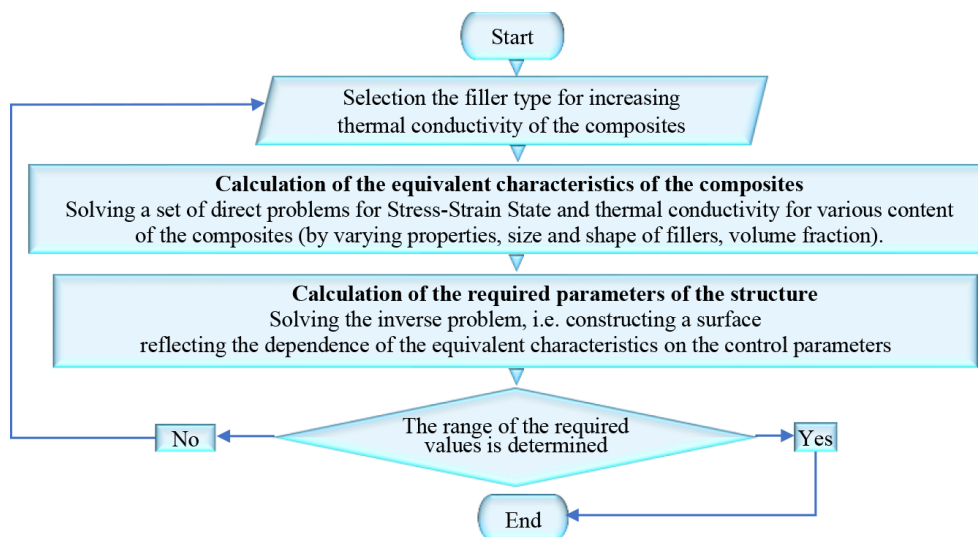 Start
Selection the filler type for increasing
thermal conductivity of the composites
Calculation of the equivalent characteristics of the composites
Solving a set of direct problems for Stress-Strain State and thermal conductivity for various content
of the composites (by varying properties, size and shape of fillers, volume fraction).
Calculation of the required parameters of the structure
Solving the inverse problem, i.e. constructing a surface
reflecting the dependence of the equivalent characteristics on the control parameters
The range of the required
values is determined
No
Yes
End